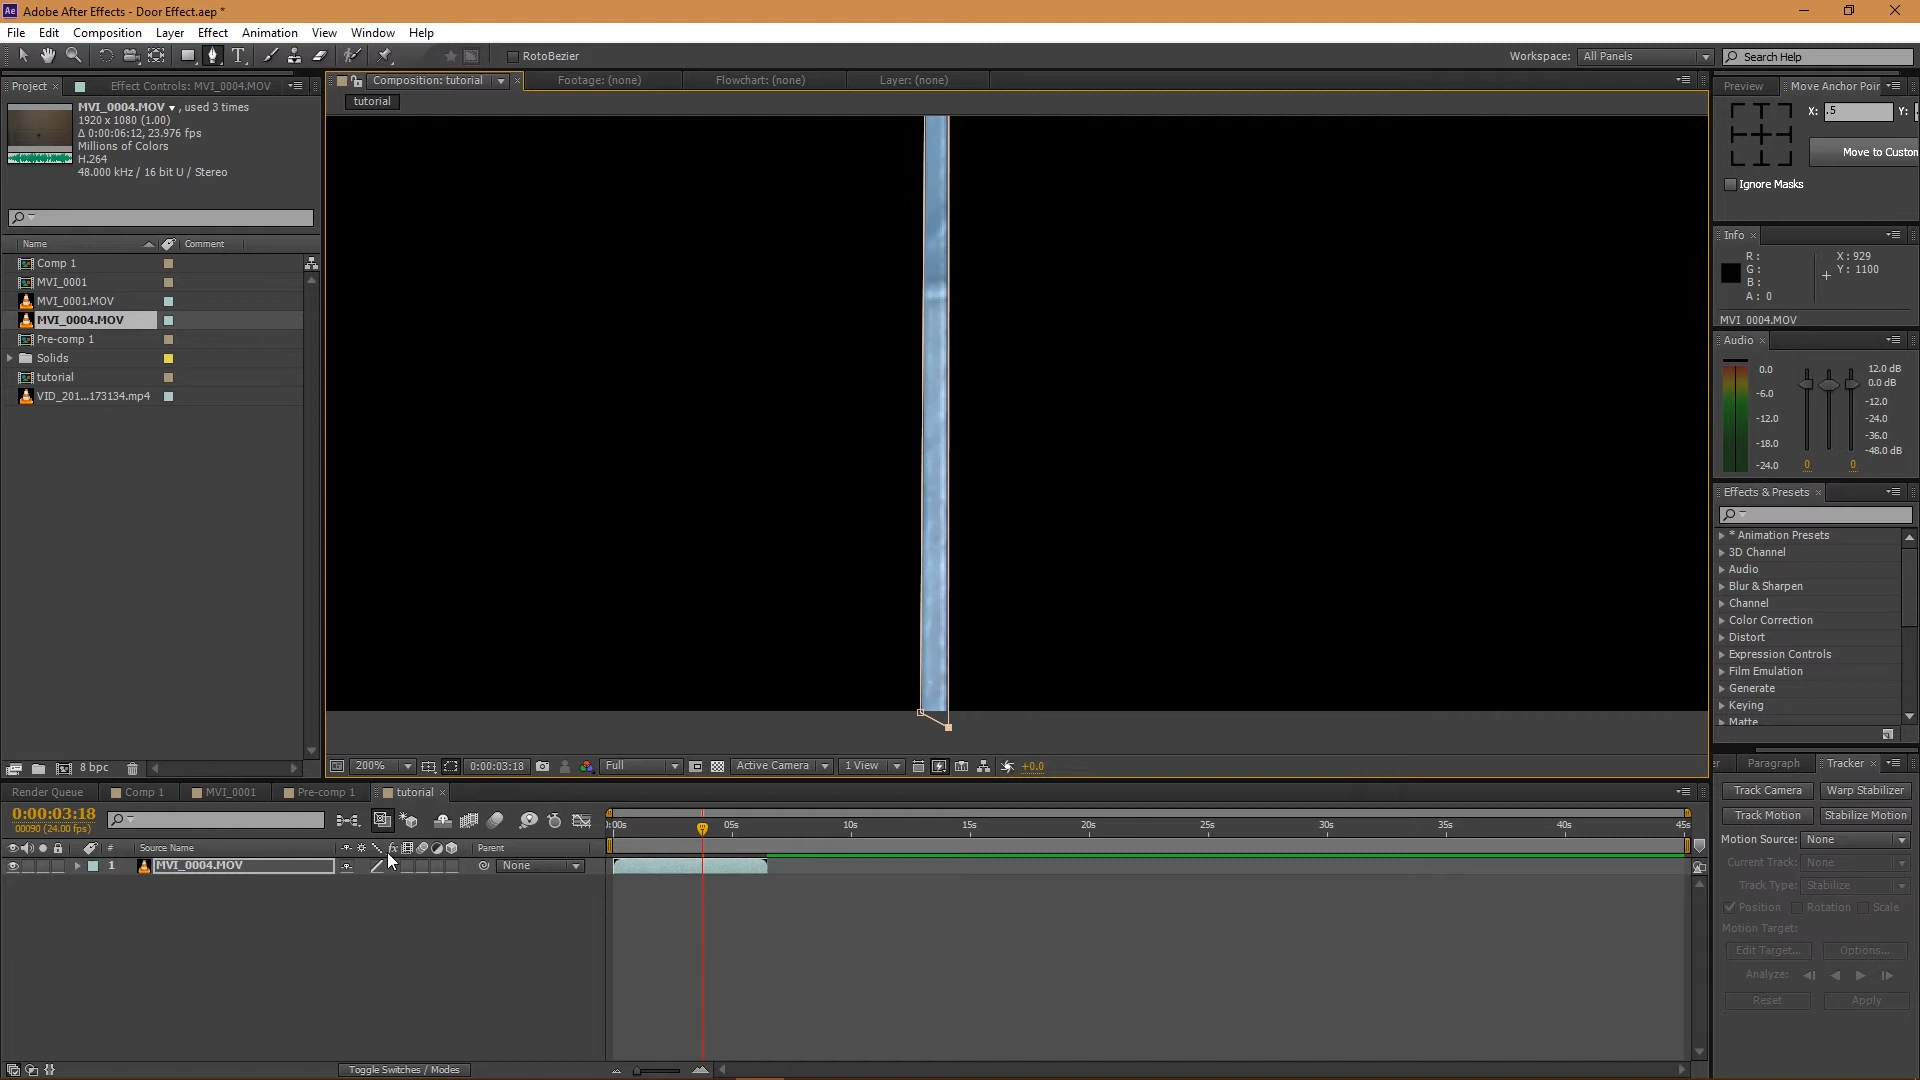 Adobe After Effects - Door Effect.aep *
File Edit Composition Layer Effect Animation View Window Help
RotoBezier
Workspace: All Panels
Search Help
Project
Effect Controls: MVI_0004.MOV
MVI_0004.MOV , used 3 times
1920 x 1080 (1.00)
Δ 0:00:06:12, 23.976 fps
Millions of Colors
H.264
48.000 kHz / 16 bit U / Stereo
Name Comment
Comp 1
MVI_0001
MVI_0001.MOV
MVI_0004.MOV
Pre-comp 1
Solids
tutorial
VID_201...173134.mp4
8 bpc
Composition: tutorial
Footage: (none)
Flowchart: (none)
Layer: (none)
tutorial
200%
0:00:03:18
Full
Active Camera
1 View
+0.0
Preview
Move Anchor Poir
X: .5 Y:
Move to Custon
Ignore Masks
Info
R: X: 929
G: Y: 1100
B:
A: 0
MVI_0004.MOV
Audio
0.0 12.0 dB
0.0 dB
-6.0
-12.0
-12.0
-24.0
-18.0
-36.0
-24.0
-48.0 dB
0 0
Effects & Presets
* Animation Presets
3D Channel
Audio
Blur & Sharpen
Channel
Color Correction
Distort
Expression Controls
Film Emulation
Generate
Keying
Matte
Paragraph
Tracker
Track Camera Warp Stabilizer
Track Motion Stabilize Motion
Motion Source: None
Current Track: None
Track Type: Stabilize
Position Rotation Scale
Motion Target:
Edit Target... Options...
Analyze:
Reset Apply
Render Queue Comp 1 MVI_0001 Pre-comp 1 tutorial
0:00:03:18
00090 (24.00 fps)
:00s 05s 10s 15s 20s 25s 30s 35s 40s 45s
# Source Name fx Parent
1 MVI_0004.MOV None
Toggle Switches / Modes